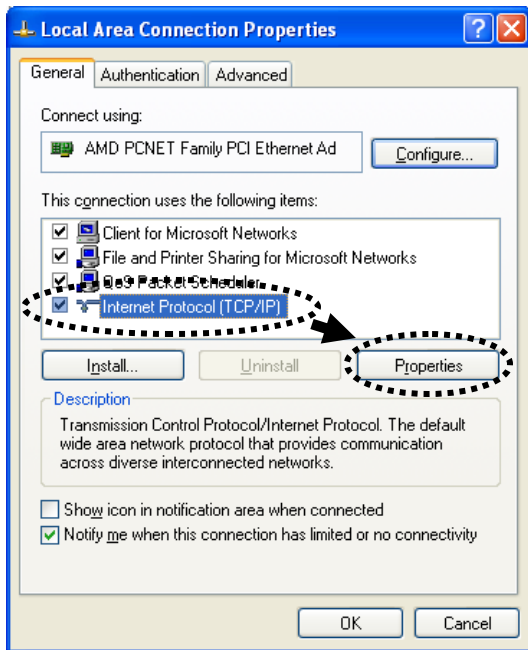 Local Area Connection Properties
General Authentication Advanced
Connect using:
AMD PCNET Family PCI Ethernet Ad Configure...
This connection uses the following items:
Client for Microsoft Networks
File and Printer Sharing for Microsoft Networks
QoS Packet Scheduler
Internet Protocol (TCP/IP)
Install... Uninstall Properties
Description
Transmission Control Protocol/Internet Protocol. The default
wide area network protocol that provides communication
across diverse interconnected networks.
Show icon in notification area when connected
Notify me when this connection has limited or no connectivity
OK Cancel